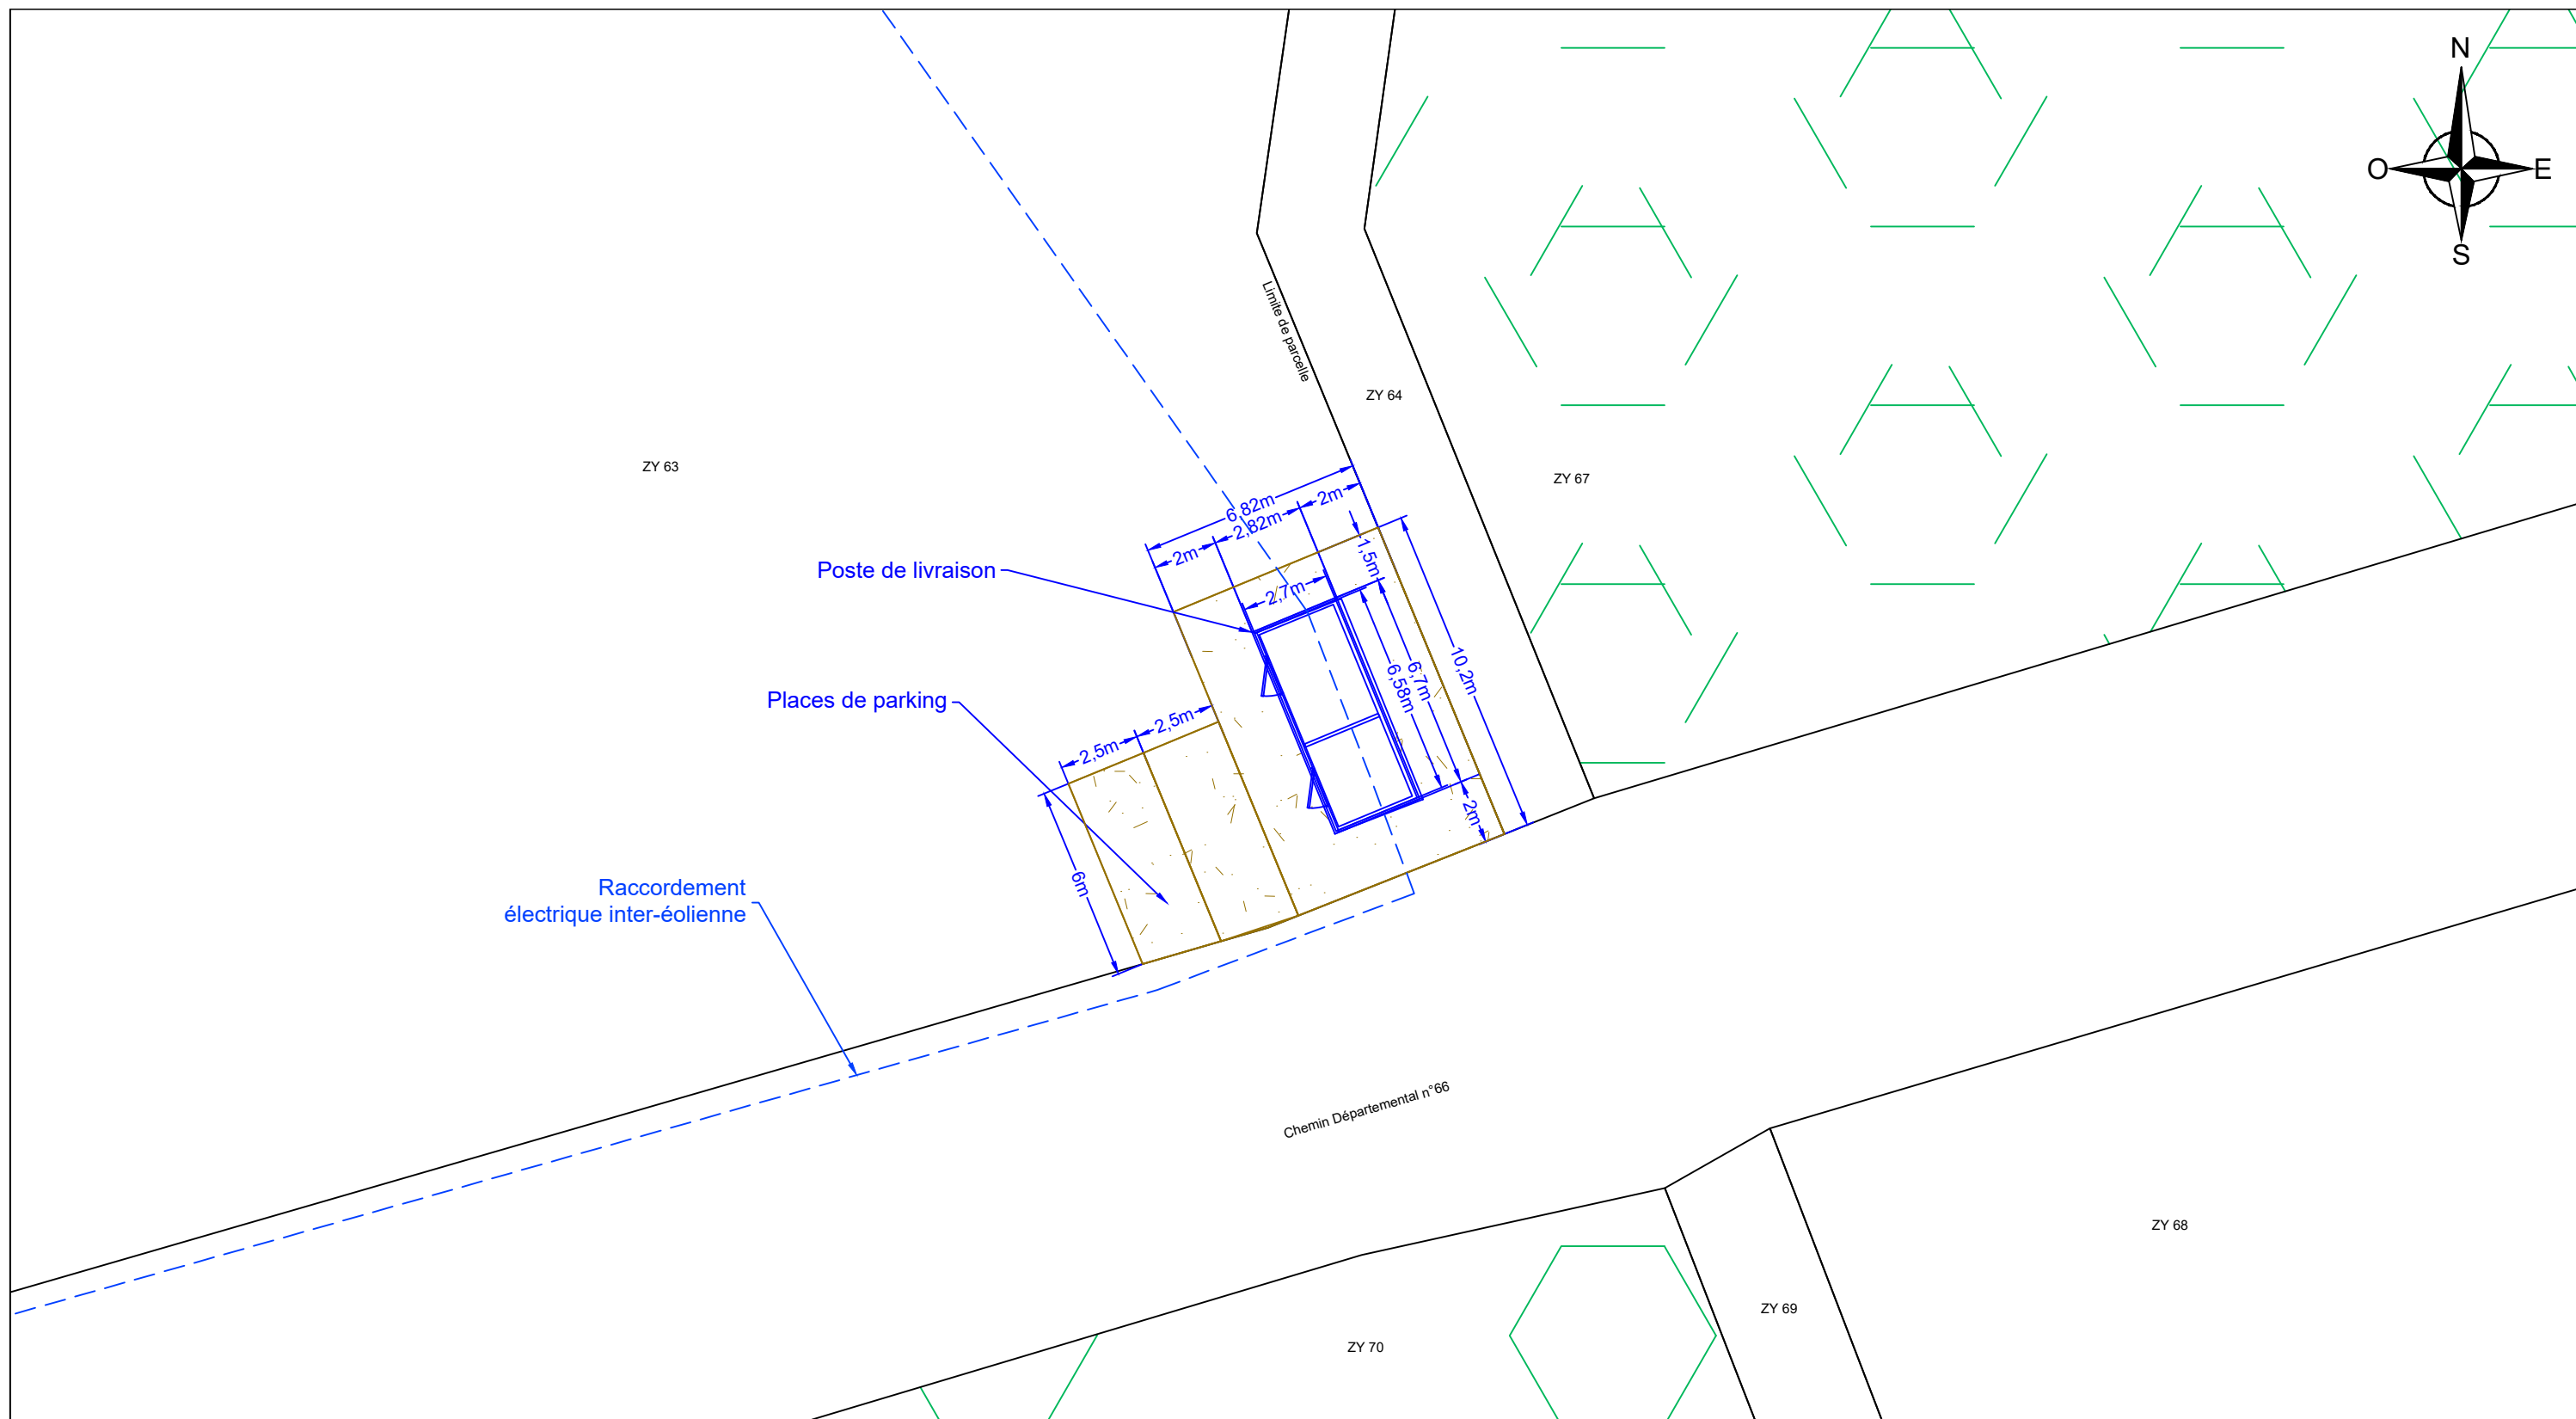 N
O
E
S
Limite de parcelle
ZY 64
ZY 63
ZY 67
6,82m
2m
2,82m
2m
1,5m
Poste de livraison
2,7m
10,2m
6,7m
6,58m
Places de parking
2,5m
2,5m
2m
6m
Raccordement
électrique inter-éolienne
Chemin Départemental n°66
ZY 68
ZY 69
ZY 70